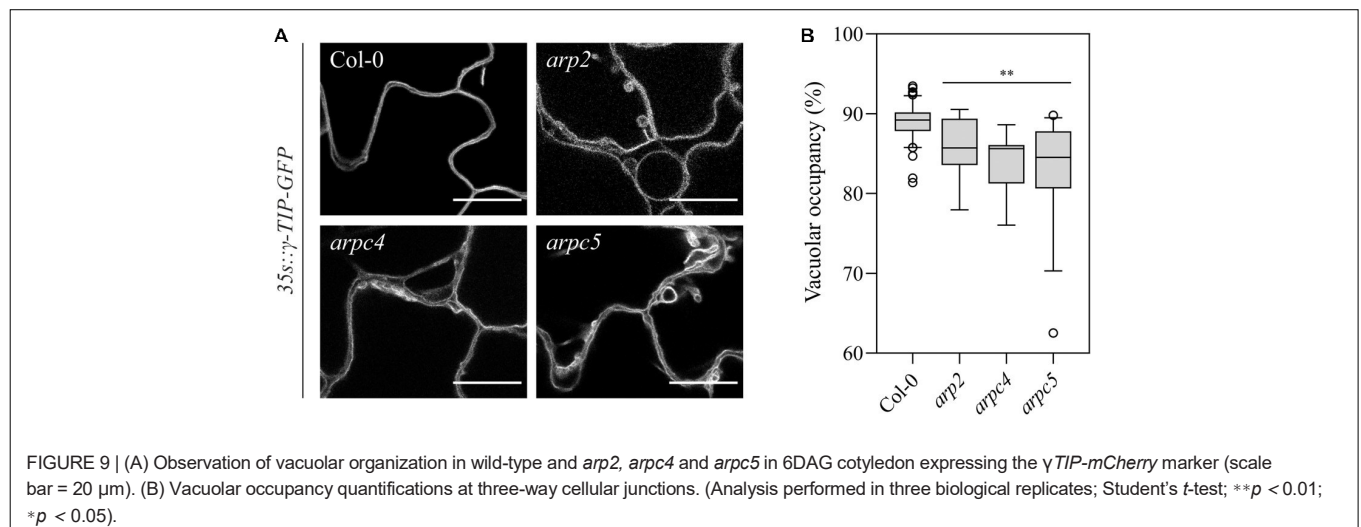 A
Col-0
arp2
arpc4
arpc5
35s::γ-TIP-GFP
B
Vacuolar occupancy (%)
100
90
80
70
60
**
Col-0
arp2
arpc4
arpc5
FIGURE 9 | (A) Observation of vacuolar organization in wild-type and arp2, arpc4 and arpc5 in 6DAG cotyledon expressing the γTIP-mCherry marker (scale
bar = 20 μm). (B) Vacuolar occupancy quantifications at three-way cellular junctions. (Analysis performed in three biological replicates; Student's t-test; **p < 0.01;
*p < 0.05).